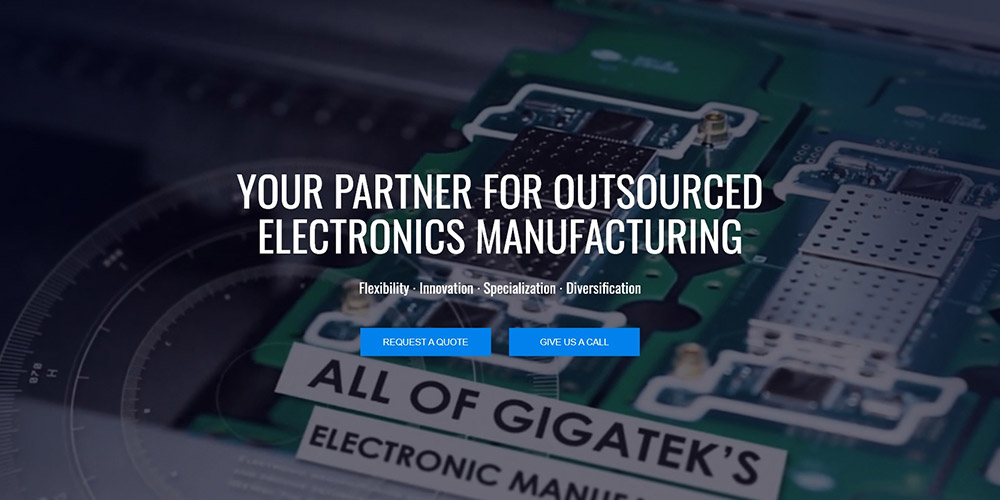 YOUR PARTNER FOR OUTSOURCED
ELECTRONICS MANUFACTURING
Flexibility · Innovation · Specialization · Diversification
REQUEST A QUOTE
GIVE US A CALL
ALL OF GIGATEK'S
ELECTRONIC
070
H